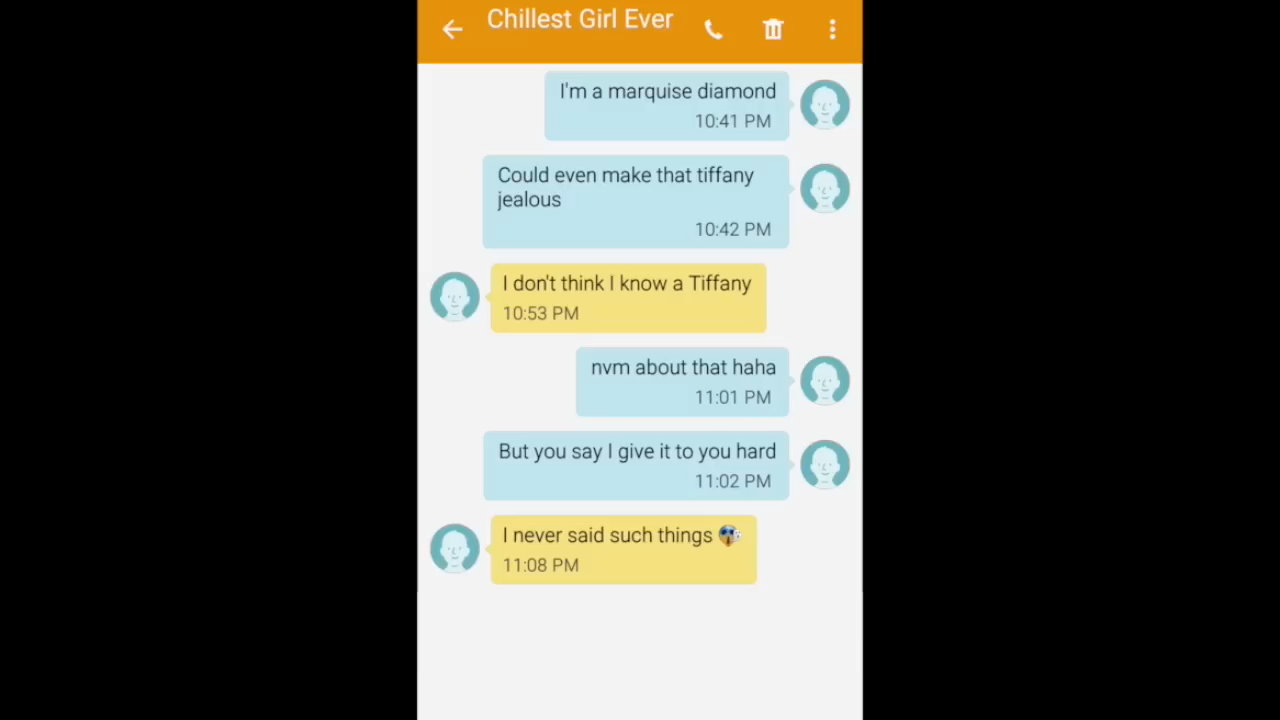 Chillest Girl Ever
I'm a marquise diamond
10:41 PM
Could even make that tiffany
jealous
10:42 PM
I don't think I know a Tiffany
10:53 PM
nvm about that haha
11:01 PM
But you say I give it to you hard
11:02 PM
I never said such things 😱
11:08 PM